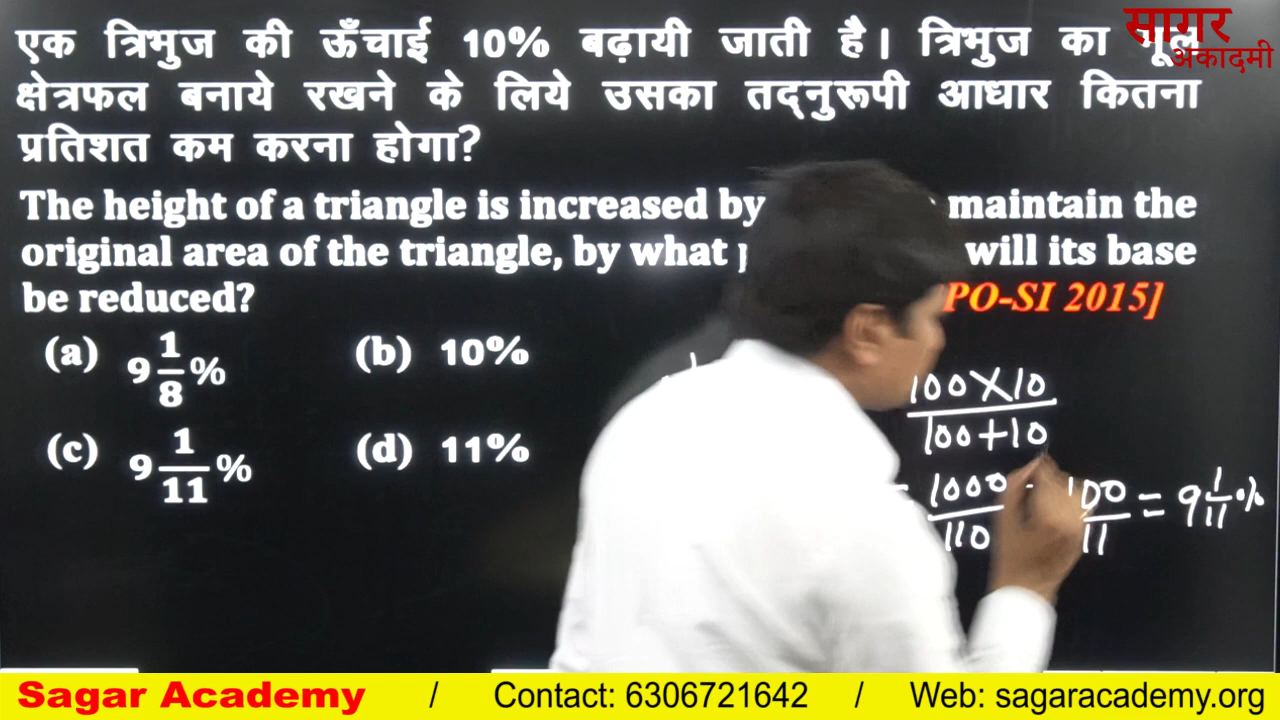 सागर
अकादमी
एक त्रिभुज की ऊँचाई 10% बढ़ायी जाती है। त्रिभुज का मूल
क्षेत्रफल बनाये रखने के लिये उसका तद्नुरूपी आधार कितना
प्रतिशत कम करना होगा?
The height of a triangle is increased by maintain the
original area of the triangle, by what will its base
be reduced? PO-SI 2015]
(a) 9 1/8 % (b) 10%
(c) 9 1/11 % (d) 11%
100 X 10 / 100 + 10
= 1000 / 110 = 100 / 11 = 9 1/11 %
Sagar Academy / Contact: 6306721642 / Web: sagaracademy.org